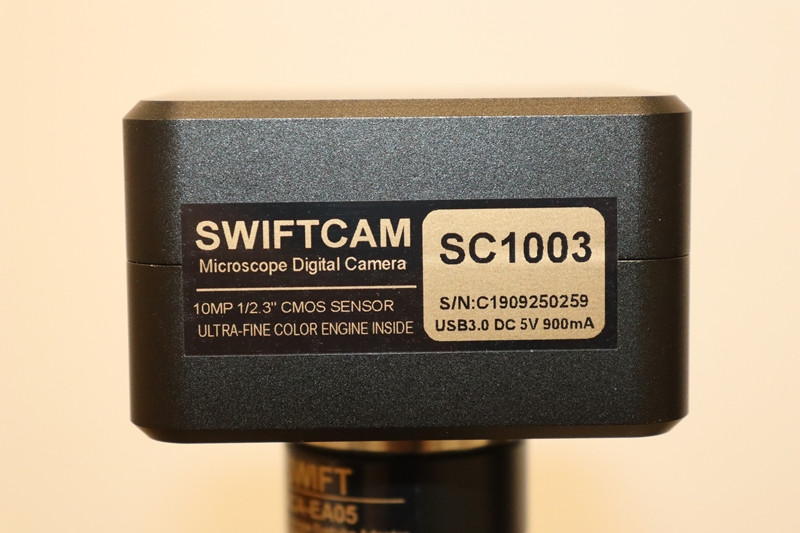 SWIFTCAM
Microscope Digital Camera
10MP 1/2.3" CMOS SENSOR
ULTRA-FINE COLOR ENGINE INSIDE
SC1003
S/N:C1909250259
USB3.0 DC 5V 900mA
SWIFT